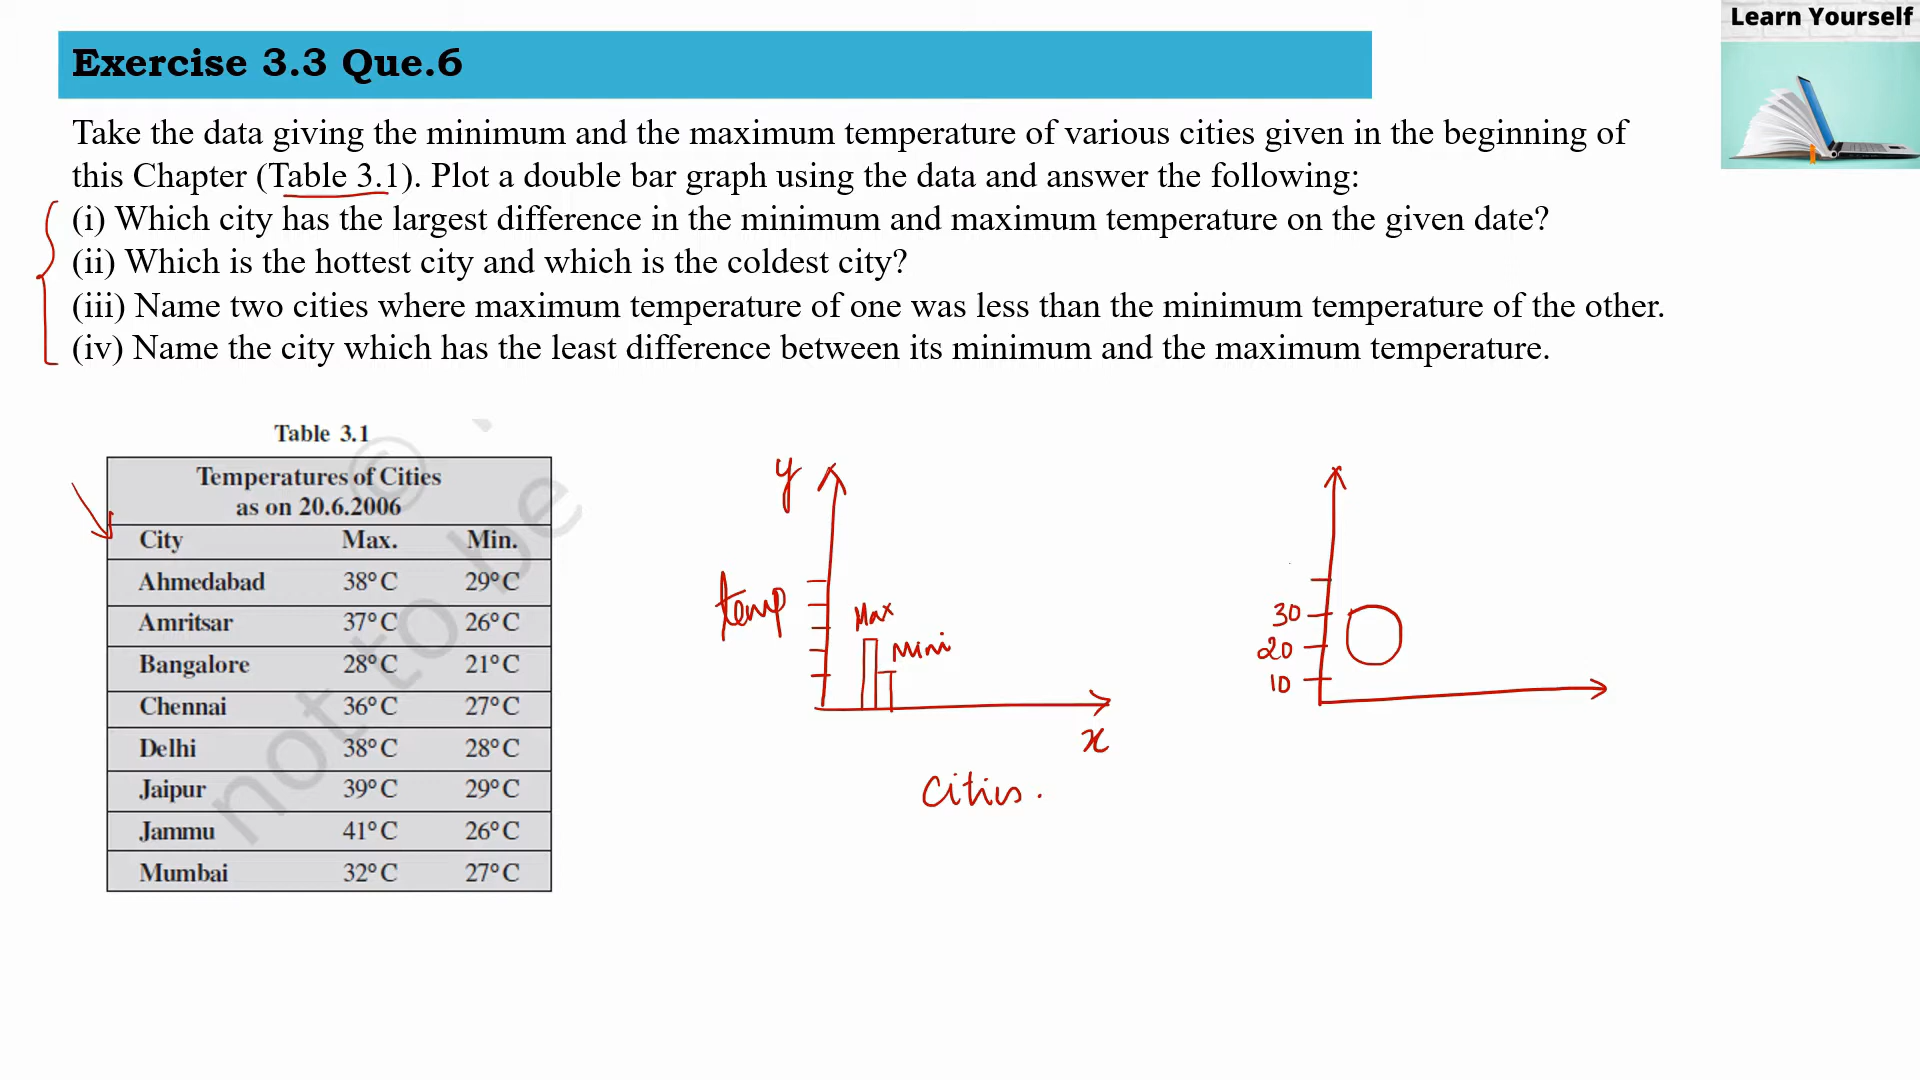 Learn Yourself
Exercise 3.3 Que.6
Take the data giving the minimum and the maximum temperature of various cities given in the beginning of
this Chapter (Table 3.1). Plot a double bar graph using the data and answer the following:
(i) Which city has the largest difference in the minimum and maximum temperature on the given date?
(ii) Which is the hottest city and which is the coldest city?
(iii) Name two cities where maximum temperature of one was less than the minimum temperature of the other.
(iv) Name the city which has the least difference between its minimum and the maximum temperature.
Table 3.1
Temperatures of Cities
as on 20.6.2006
City Max. Min.
Ahmedabad 38°C 29°C
Amritsar 37°C 26°C
Bangalore 28°C 21°C
Chennai 36°C 27°C
Delhi 38°C 28°C
Jaipur 39°C 29°C
Jammu 41°C 26°C
Mumbai 32°C 27°C
© not to be
y
temp
Max
Mini
x
Cities.
30
20
10